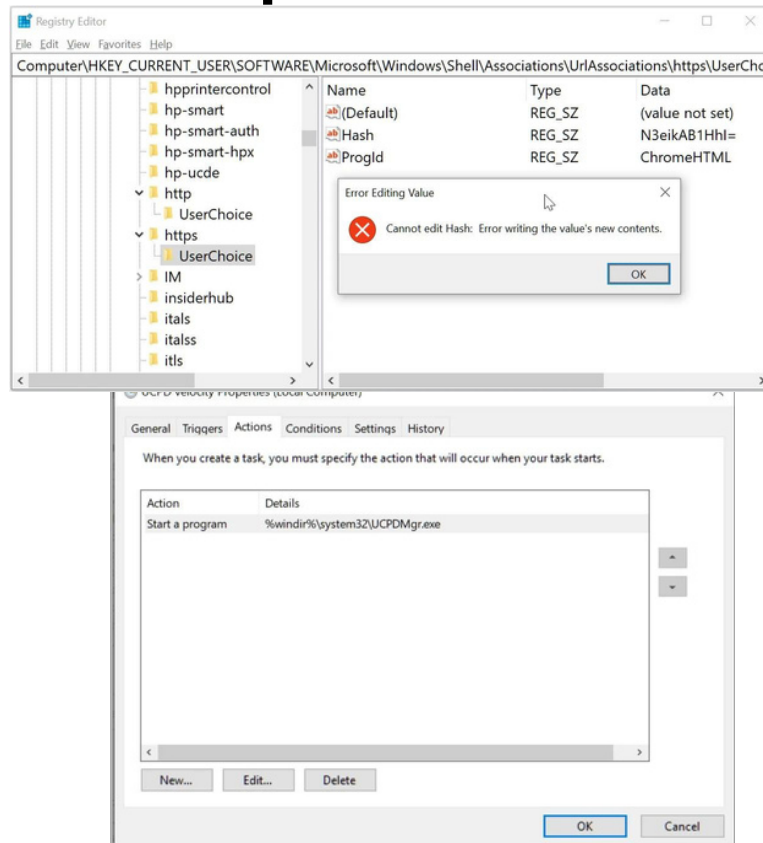 Registry Editor
File Edit View Favorites Help
Computer\HKEY_CURRENT_USER\SOFTWARE\Microsoft\Windows\Shell\Associations\UrlAssociations\https\UserCho
hpprintercontrol
hp-smart
hp-smart-auth
hp-smart-hpx
hp-ucde
http
UserChoice
https
UserChoice
IM
insiderhub
itals
italss
itls
Name Type Data
(Default) REG_SZ (value not set)
Hash REG_SZ N3eikAB1HhI=
ProgId REG_SZ ChromeHTML
Error Editing Value
Cannot edit Hash: Error writing the value's new contents.
OK
UCPD velocity Properties (Local Computer)
General Triggers Actions Conditions Settings History
When you create a task, you must specify the action that will occur when your task starts.
Action Details
Start a program %windir%\system32\UCPDMgr.exe
New... Edit... Delete
OK Cancel